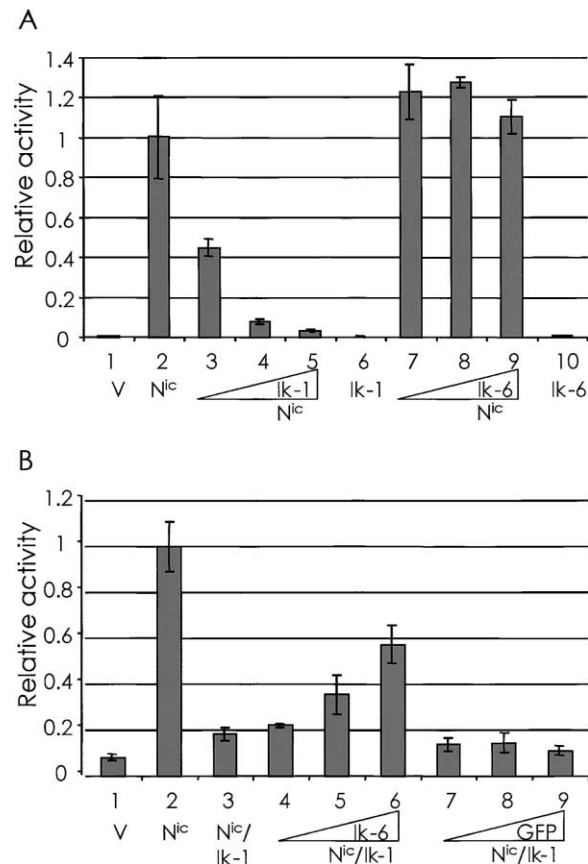 A
Relative activity
1.4
1.2
1
0.8
0.6
0.4
0.2
0
1 2 3 4 5 6 7 8 9 10
V Nic Ik-1 Ik-1 Ik-6 Ik-6
Nic Nic
B
Relative activity
1.2
1
0.8
0.6
0.4
0.2
0
1 2 3 4 5 6 7 8 9
V Nic Nic/ Ik-6 GFP
Ik-1 Nic/Ik-1 Nic/Ik-1